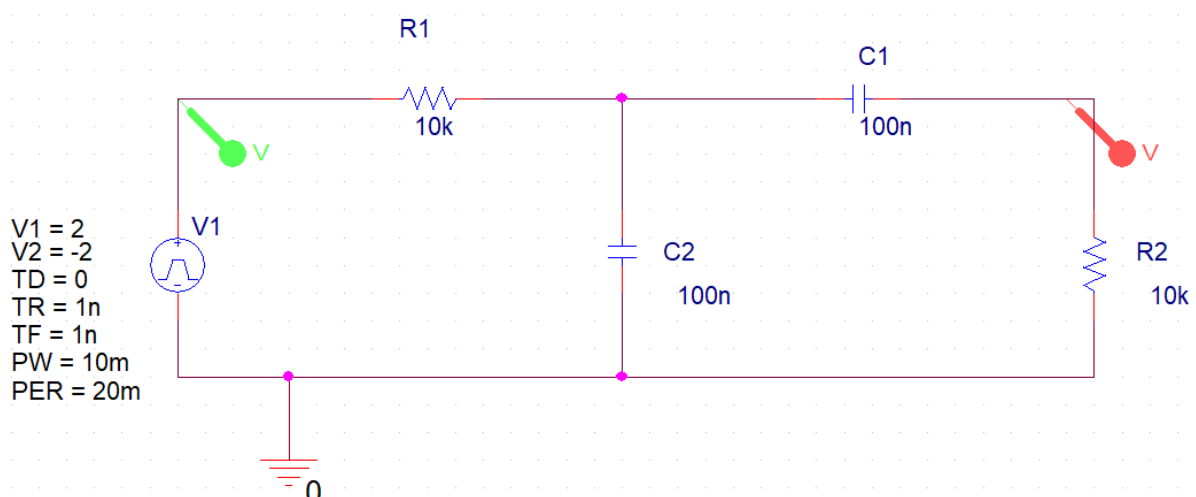 R1
10k
C1
100n
V
V
V1
V1 = 2
V2 = -2
TD = 0
TR = 1n
TF = 1n
PW = 10m
PER = 20m
C2
100n
R2
10k
0